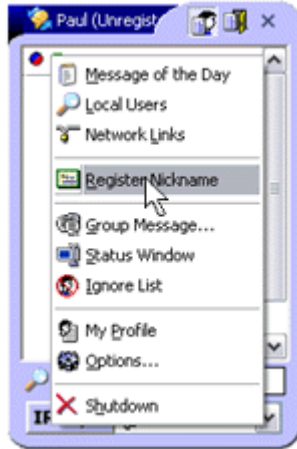 Paul (Unregist
Message of the Day
Local Users
Network Links
Register Nickname
Group Message...
Status Window
Ignore List
My Profile
Options...
Shutdown